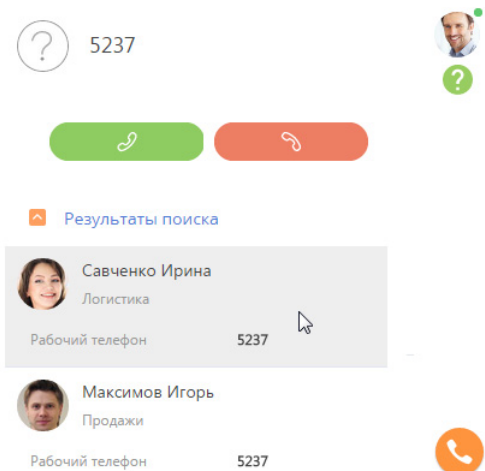 5237
Результаты поиска
Савченко Ирина
Логистика
Рабочий телефон 5237
Максимов Игорь
Продажи
Рабочий телефон 5237